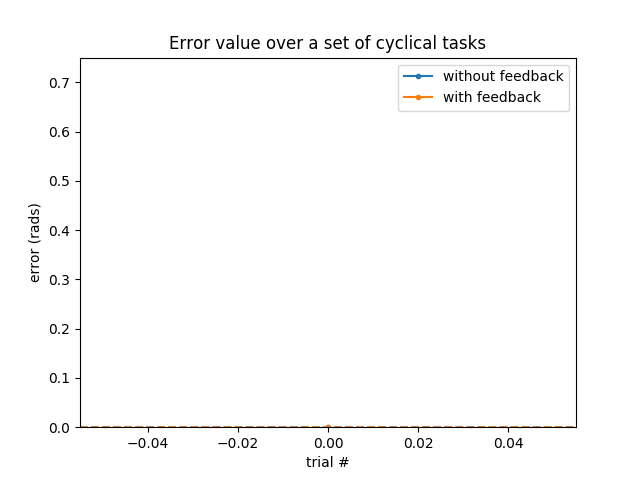 Error value over a set of cyclical tasks
without feedback
with feedback
error (rads)
0.7
0.6
0.5
0.4
0.3
0.2
0.1
0.0
−0.04 −0.02 0.00 0.02 0.04
trial #